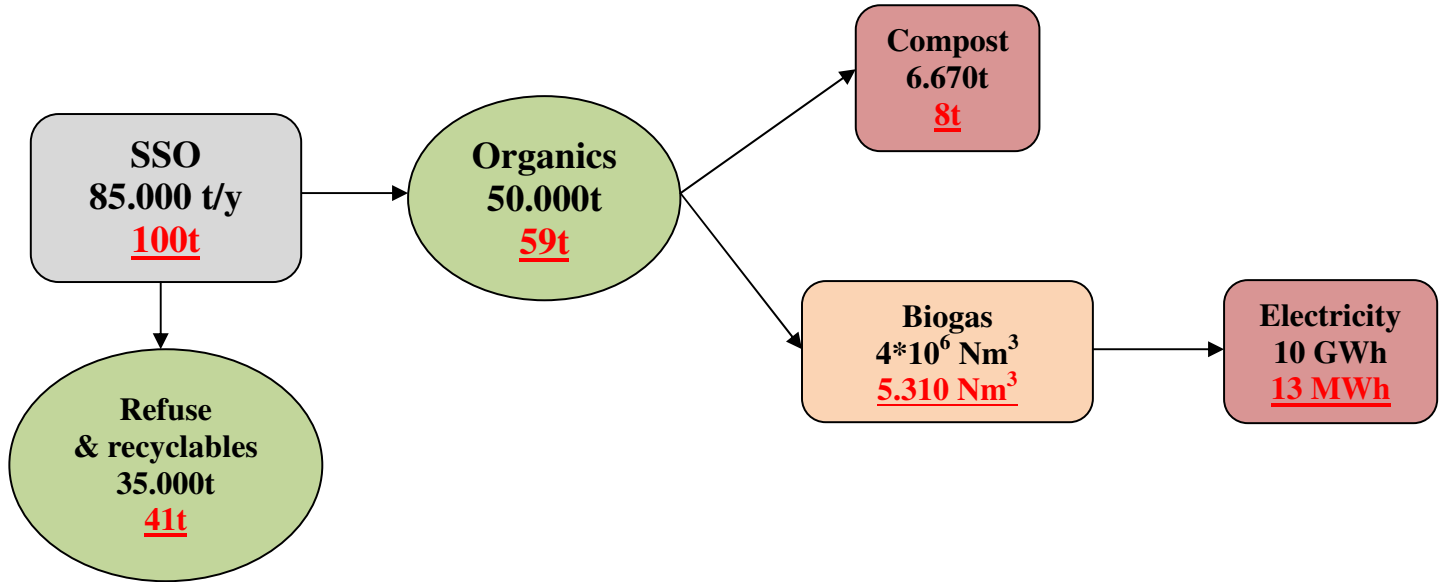 SSO
85.000 t/y
100t
Organics
50.000t
59t
Compost
6.670t
8t
Biogas
4*10⁶ Nm³
5.310 Nm³
Electricity
10 GWh
13 MWh
Refuse
& recyclables
35.000t
41t